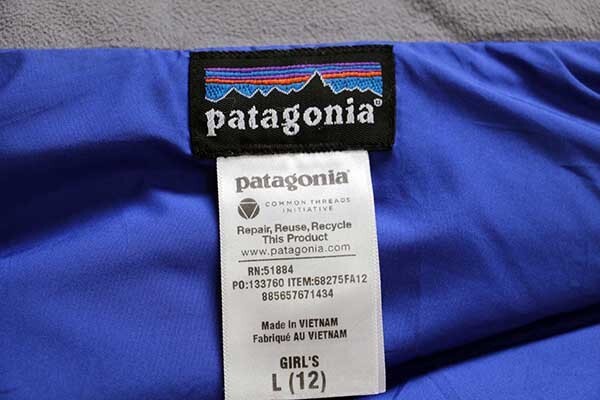 patagonia®
patagonia®
COMMON THREADS
INITIATIVE
Repair, Reuse, Recycle
This Product
www.patagonia.com
RN:51884
PO:133760 ITEM:68275FA12
885657671434
Made in VIETNAM
Fabriqué AU VIETNAM
GIRL'S
L (12)